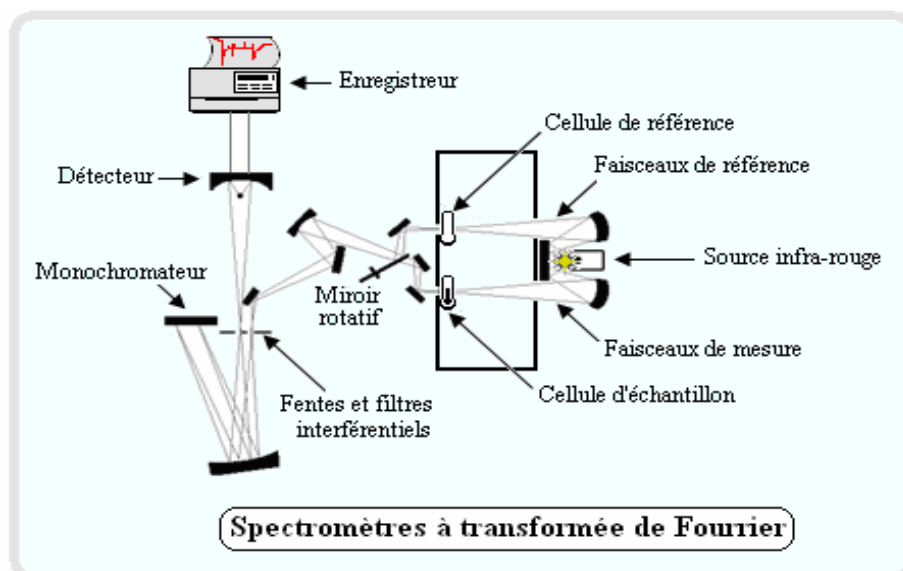 Enregistreur
Cellule de référence
Faisceaux de référence
Détecteur
Monochromateur
Source infra-rouge
Miroir
rotatif
Faisceaux de mesure
Cellule d'échantillon
Fentes et filtres
interférentiels
Spectromètres à transformée de Fourrier